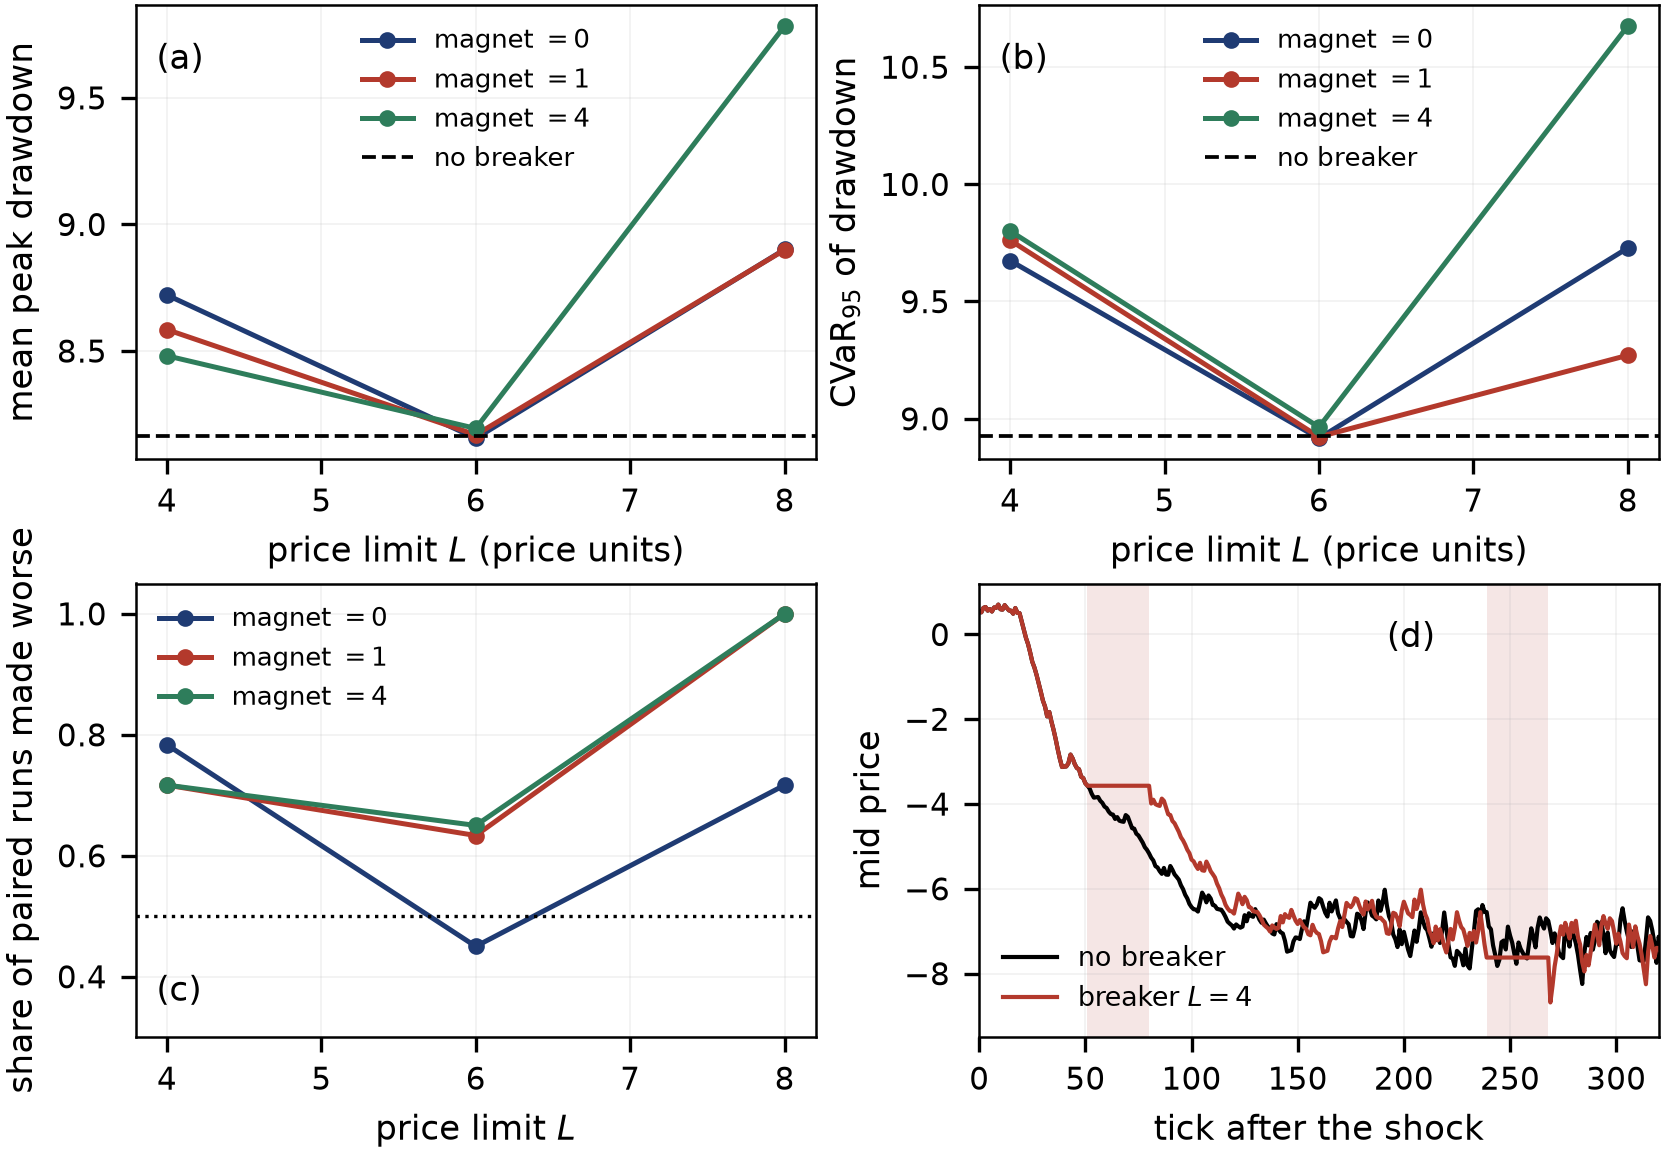 (a)
magnet = 0
magnet = 1
magnet = 4
no breaker
mean peak drawdown
9.5
9.0
8.5
4 5 6 7 8
price limit L (price units)
(b)
magnet = 0
magnet = 1
magnet = 4
no breaker
CVaR95 of drawdown
10.5
10.0
9.5
9.0
4 5 6 7 8
price limit L (price units)
magnet = 0
magnet = 1
magnet = 4
(c)
share of paired runs made worse
1.0
0.8
0.6
0.4
4 5 6 7 8
price limit L
(d)
no breaker
breaker L = 4
mid price
0
−2
−4
−6
−8
0 50 100 150 200 250 300
tick after the shock